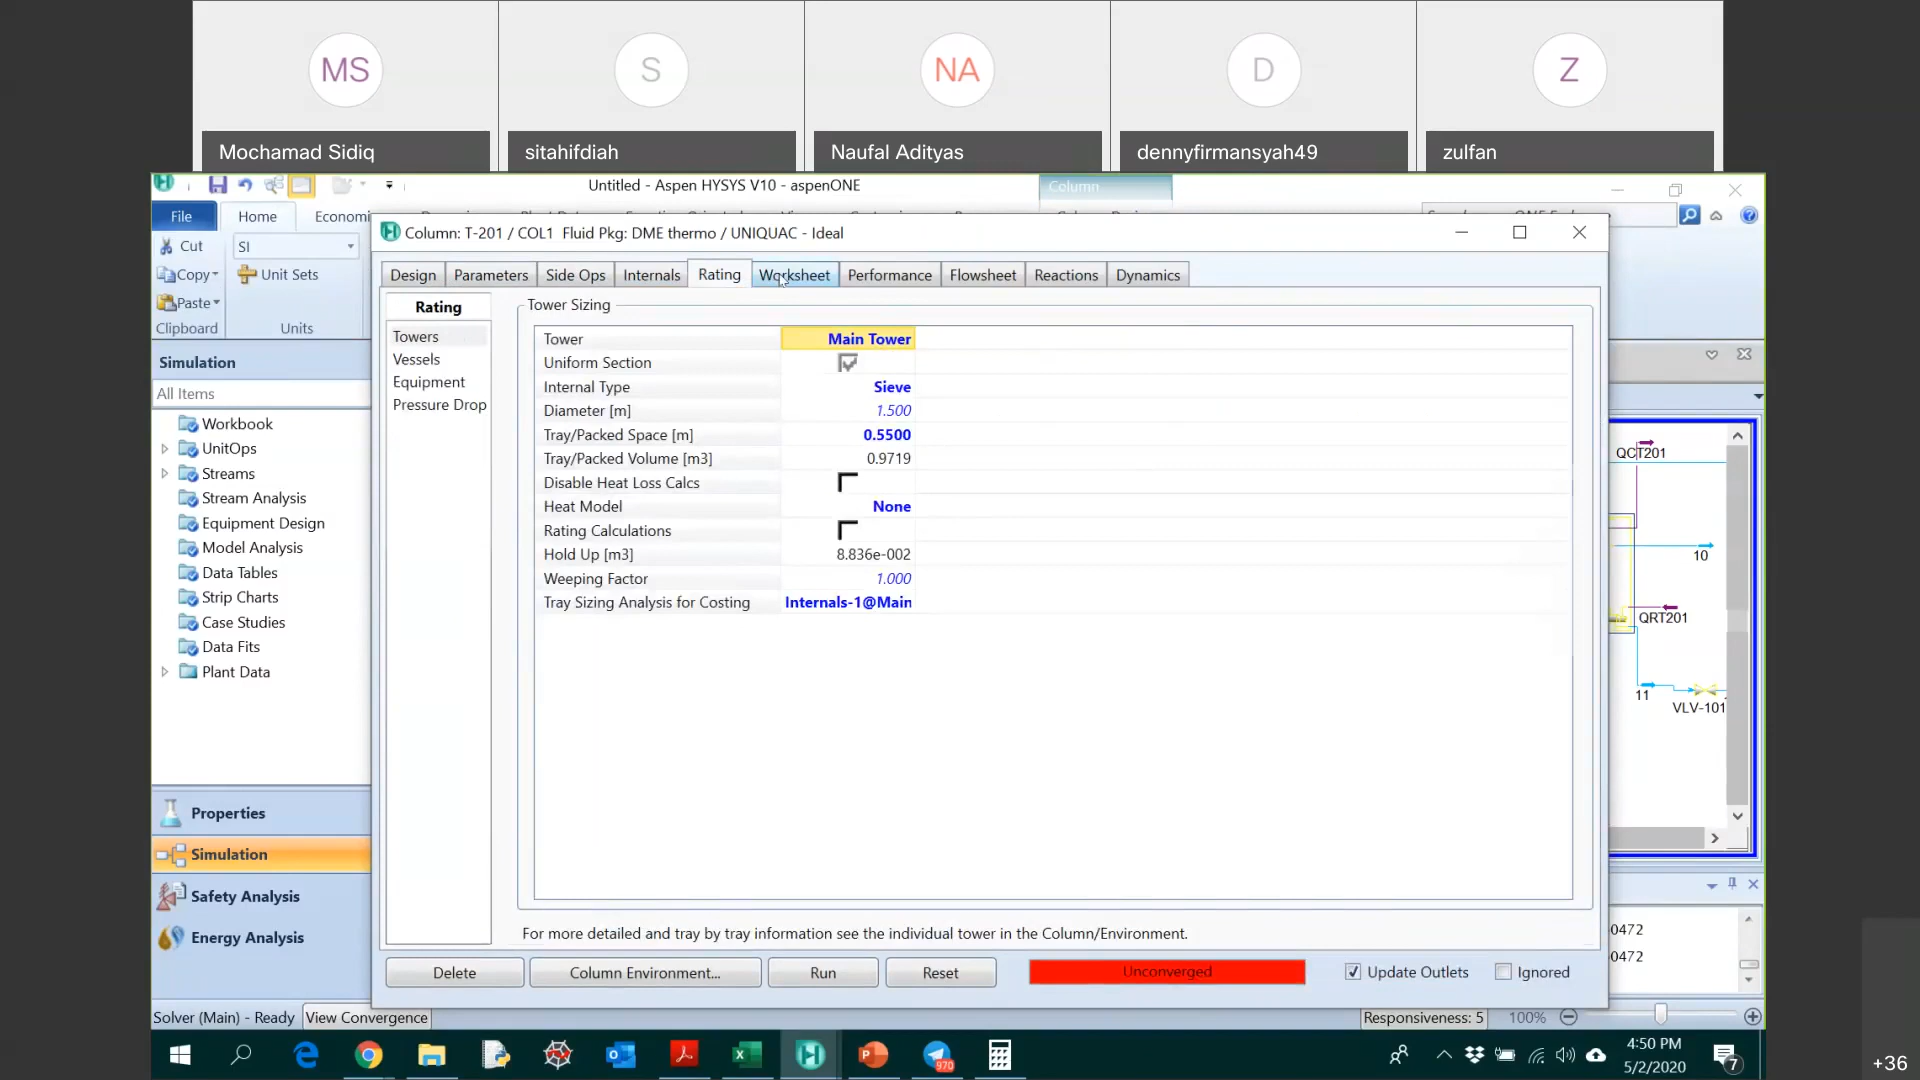 MS
S
NA
D
Z
Mochamad Sidiq
sitahifdiah
Naufal Adityas
dennyfirmansyah49
zulfan
Untitled - Aspen HYSYS V10 - aspenONE
Column
File
Home
Economi
Cut
SI
Copy
Unit Sets
Paste
Clipboard
Units
Column: T-201 / COL1 Fluid Pkg: DME thermo / UNIQUAC - Ideal
Design
Parameters
Side Ops
Internals
Rating
Worksheet
Performance
Flowsheet
Reactions
Dynamics
Simulation
All Items
Workbook
UnitOps
Streams
Stream Analysis
Equipment Design
Model Analysis
Data Tables
Strip Charts
Case Studies
Data Fits
Plant Data
Properties
Simulation
Safety Analysis
Energy Analysis
Rating
Towers
Vessels
Equipment
Pressure Drop
Tower Sizing
Tower Main Tower
Uniform Section
Internal Type Sieve
Diameter [m] 1.500
Tray/Packed Space [m] 0.5500
Tray/Packed Volume [m3] 0.9719
Disable Heat Loss Calcs
Heat Model None
Rating Calculations
Hold Up [m3] 8.836e-002
Weeping Factor 1.000
Tray Sizing Analysis for Costing Internals-1@Main
For more detailed and tray by tray information see the individual tower in the Column/Environment.
Delete
Column Environment...
Run
Reset
Unconverged
Update Outlets
Ignored
QCT201
10
QRT201
11
VLV-101
0472
0472
Solver (Main) - Ready
View Convergence
Responsiveness: 5
100%
970
4:50 PM
5/2/2020
7
+36